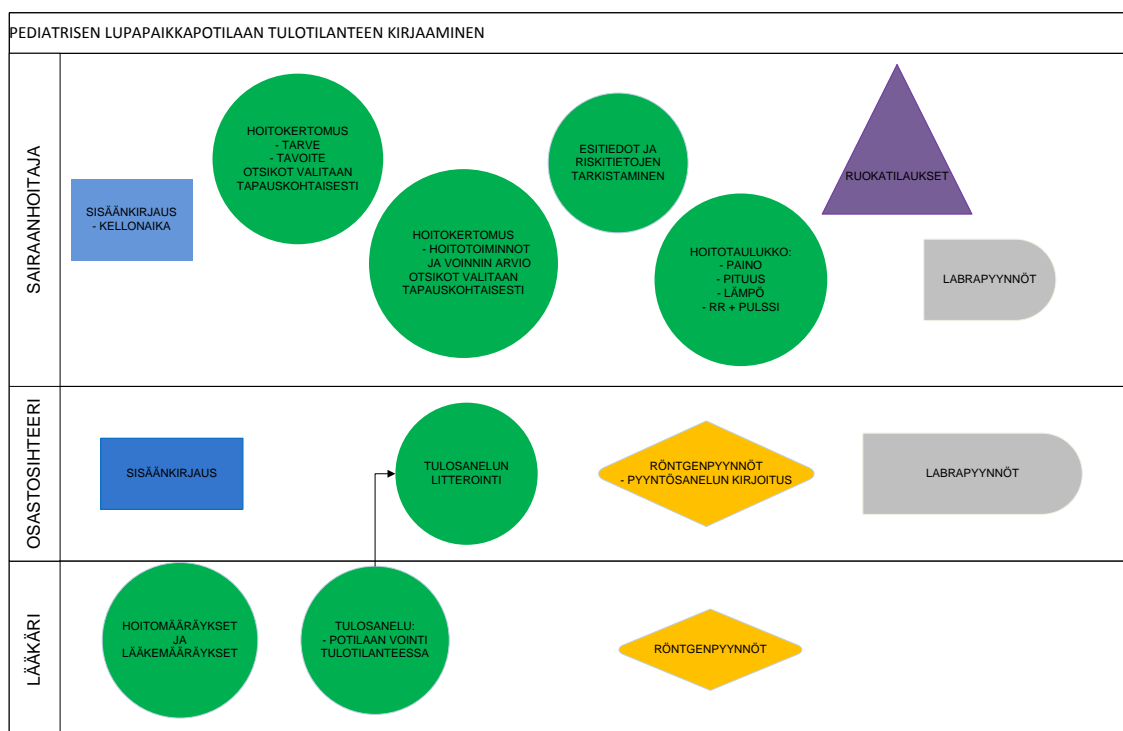 PEDIATRISEN LUPAPAIKKAPOTILAAN TULOTILANTEEN KIRJAAMINEN
SAIRAANHOITAJA
SISÄÄNKIRJAUS
- KELLONAIKA
HOITOKERTOMUS
- TARVE
- TAVOITE
OTSIKOT VALITAAN
TAPAUSKOHTAISESTI
HOITOKERTOMUS
- HOITOTOIMINNOT
JA VOINNIN ARVIO
OTSIKOT VALITAAN
TAPAUSKOHTAISESTI
ESITIEDOT JA
RISKITIETOJEN
TARKISTAMINEN
HOITOTAULUKKO:
- PAINO
- PITUUS
- LÄMPÖ
- RR + PULSSI
RUOKATILAUKSET
LABRAPYYNNÖT
OSASTOSIHTEERI
SISÄÄNKIRJAUS
TULOSANELUN
LITTEROINTI
RÖNTGENPYYNNÖT
- PYYNTÖSANELUN KIRJOITUS
LABRAPYYNNÖT
LÄÄKÄRI
HOITOMÄÄRÄYKSET
JA
LÄÄKEMÄÄRÄYKSET
TULOSANELU:
- POTILAAN VOINTI
TULOTILANTEESSA
RÖNTGENPYYNNÖT